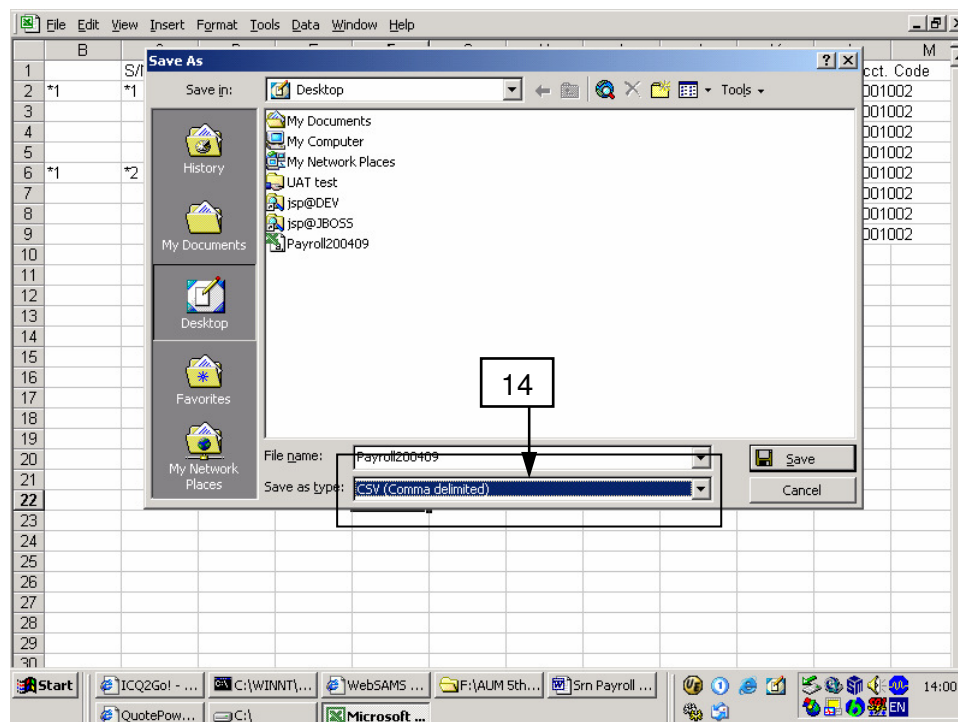 File Edit View Insert Format Tools Data Window Help
B M
Save As
1 S/ cct. Code
Save in: Desktop Tools
2 *1 *1 001002
3 001002
4 001002
5 001002
6 *1 *2 001002
7 001002
8 001002
9 001002
10
11
12
13
14
15
16
17
18
19
20
21
22
23
24
25
26
27
28
29
30
History
My Documents
Desktop
Favorites
My Network
Places
My Documents
My Computer
My Network Places
UAT test
jsp@DEV
jsp@JBOSS
Payroll200409
14
File name: Payroll200409 Save
Save as type: CSV (Comma delimited) Cancel
Start ICQ2Go! - ... C:\WINNT\... WebSAMS ... F:\AUM 5th... Srn Payroll ... 14:00
QuotePow... C:\ Microsoft ... EN